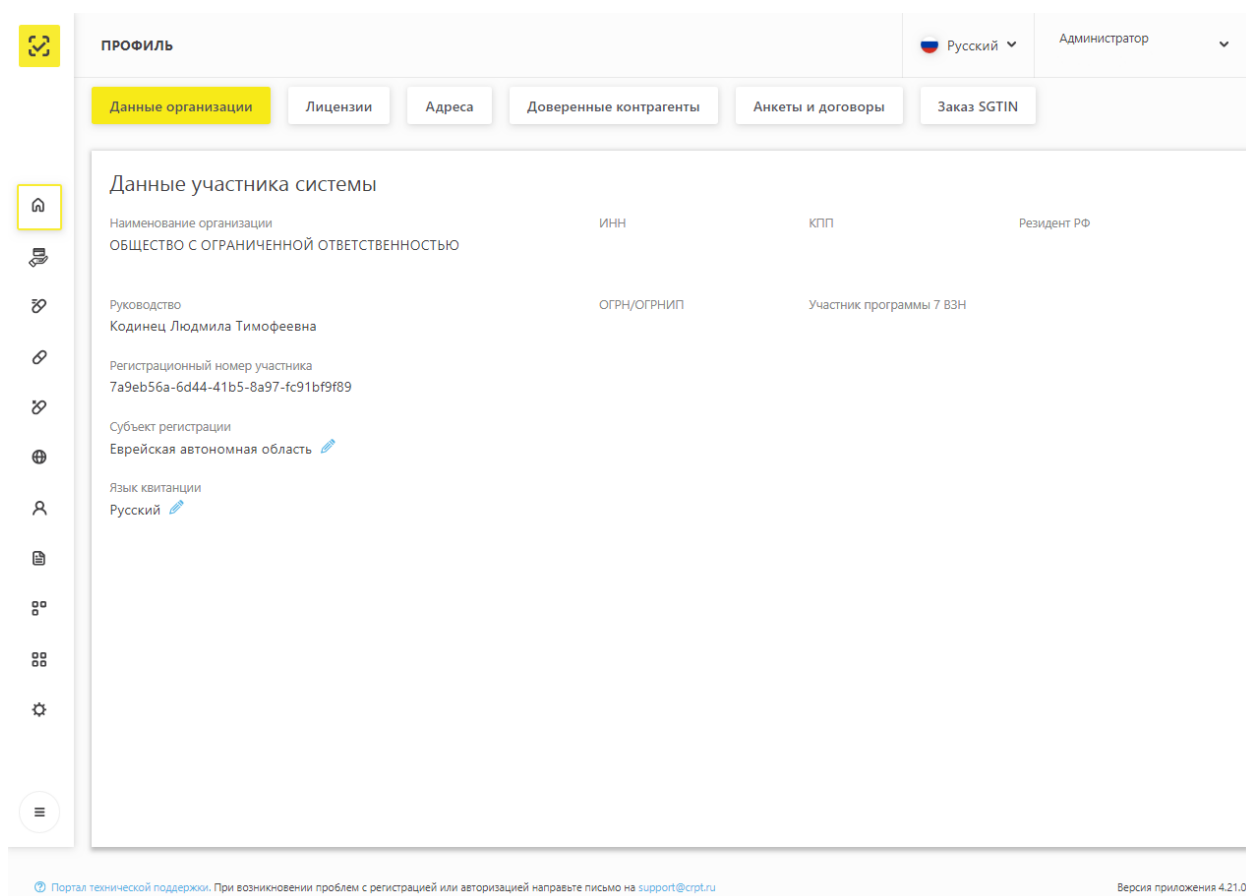 ПРОФИЛЬ
Русский
Администратор
Данные организации
Лицензии
Адреса
Доверенные контрагенты
Анкеты и договоры
Заказ SGTIN
Данные участника системы
Наименование организации
ИНН
КПП
Резидент РФ
ОБЩЕСТВО С ОГРАНИЧЕННОЙ ОТВЕТСТВЕННОСТЬЮ
Руководство
ОГРН/ОГРНИП
Участник программы 7 ВЗН
Кодинец Людмила Тимофеевна
Регистрационный номер участника
7a9eb56a-6d44-41b5-8a97-fc91bf9f89
Субъект регистрации
Еврейская автономная область
Язык квитанции
Русский
Портал технической поддержки. При возникновении проблем с регистрацией или авторизацией направьте письмо на support@crpt.ru
Версия приложения 4.21.0